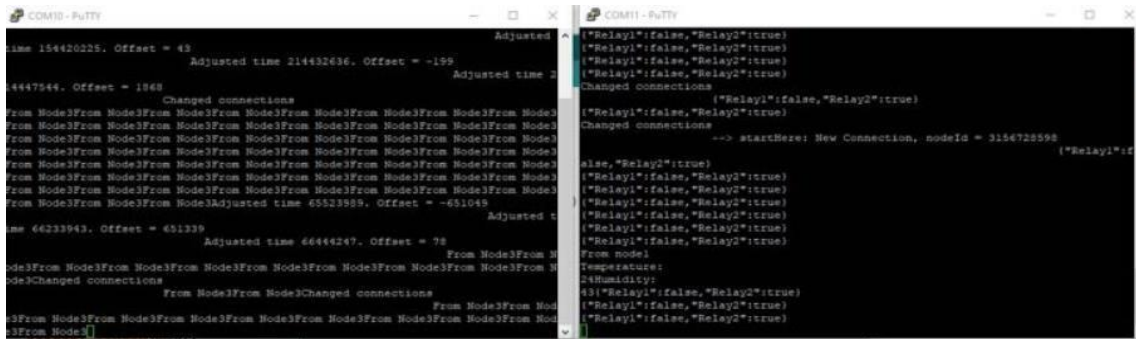 COM10 - PuTTY
Adjusted
time 154420225. Offset = 43
Adjusted time 214432636. Offset = -199
Adjusted time 2
14447544. Offset = 1868
Changed connections
From Node3From Node3From Node3From Node3From Node3From Node3From Node3From Node3
From Node3From Node3From Node3From Node3From Node3From Node3From Node3From Node3
From Node3From Node3From Node3From Node3From Node3From Node3From Node3From Node3
From Node3From Node3From Node3From Node3From Node3From Node3From Node3From Node3
From Node3From Node3From Node3From Node3From Node3From Node3From Node3From Node3
From Node3From Node3From Node3From Node3From Node3From Node3From Node3From Node3
From Node3From Node3From Node3From Node3From Node3From Node3From Node3From Node3
From Node3From Node3From Node3Adjusted time 65523989. Offset = -651049
Adjusted t
ime 66233943. Offset = 651339
Adjusted time 66444247. Offset = 78
From Node3From N
ode3From Node3From Node3From Node3From Node3From Node3From Node3From Node3From N
ode3Changed connections
From Node3From Node3Changed connections
From Node3From Nod
e3From Node3From Node3From Node3From Node3From Node3From Node3From Node3From Nod
e3From Node3
COM11 - PuTTY
{"Relay1":false,"Relay2":true}
{"Relay1":false,"Relay2":true}
{"Relay1":false,"Relay2":true}
{"Relay1":false,"Relay2":true}
Changed connections
{"Relay1":false,"Relay2":true}
{"Relay1":false,"Relay2":true}
Changed connections
--> startHere: New Connection, nodeId = 3156728598
{"Relay1":f
alse,"Relay2":true}
{"Relay1":false,"Relay2":true}
{"Relay1":false,"Relay2":true}
{"Relay1":false,"Relay2":true}
{"Relay1":false,"Relay2":true}
{"Relay1":false,"Relay2":true}
{"Relay1":false,"Relay2":true}
From node1
Temperature:
24Humidity:
43{"Relay1":false,"Relay2":true}
{"Relay1":false,"Relay2":true}
{"Relay1":false,"Relay2":true}